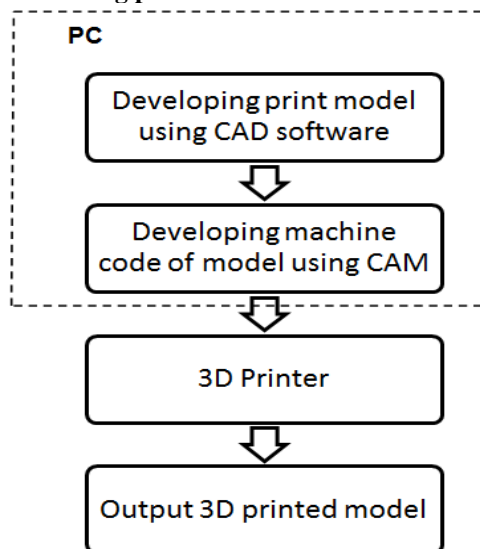 PC
Developing print model
using CAD software
Developing machine
code of model using CAM
3D Printer
Output 3D printed model